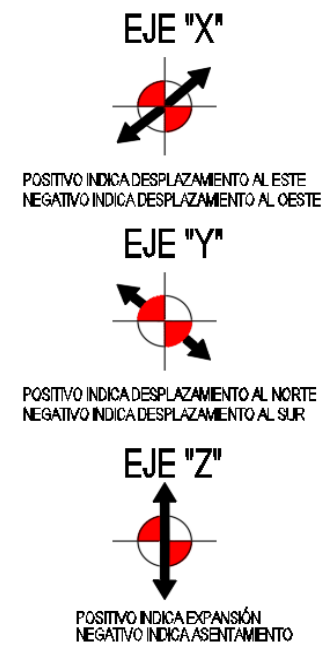 EJE "X"
POSITIVO INDICA DESPLAZAMIENTO AL ESTE
NEGATIVO INDICA DESPLAZAMIENTO AL OESTE
EJE "Y"
POSITIVO INDICA DESPLAZAMIENTO AL NORTE
NEGATIVO INDICA DESPLAZAMIENTO AL SUR
EJE "Z"
POSITIVO INDICA EXPANSIÓN
NEGATIVO INDICA ASENTAMIENTO